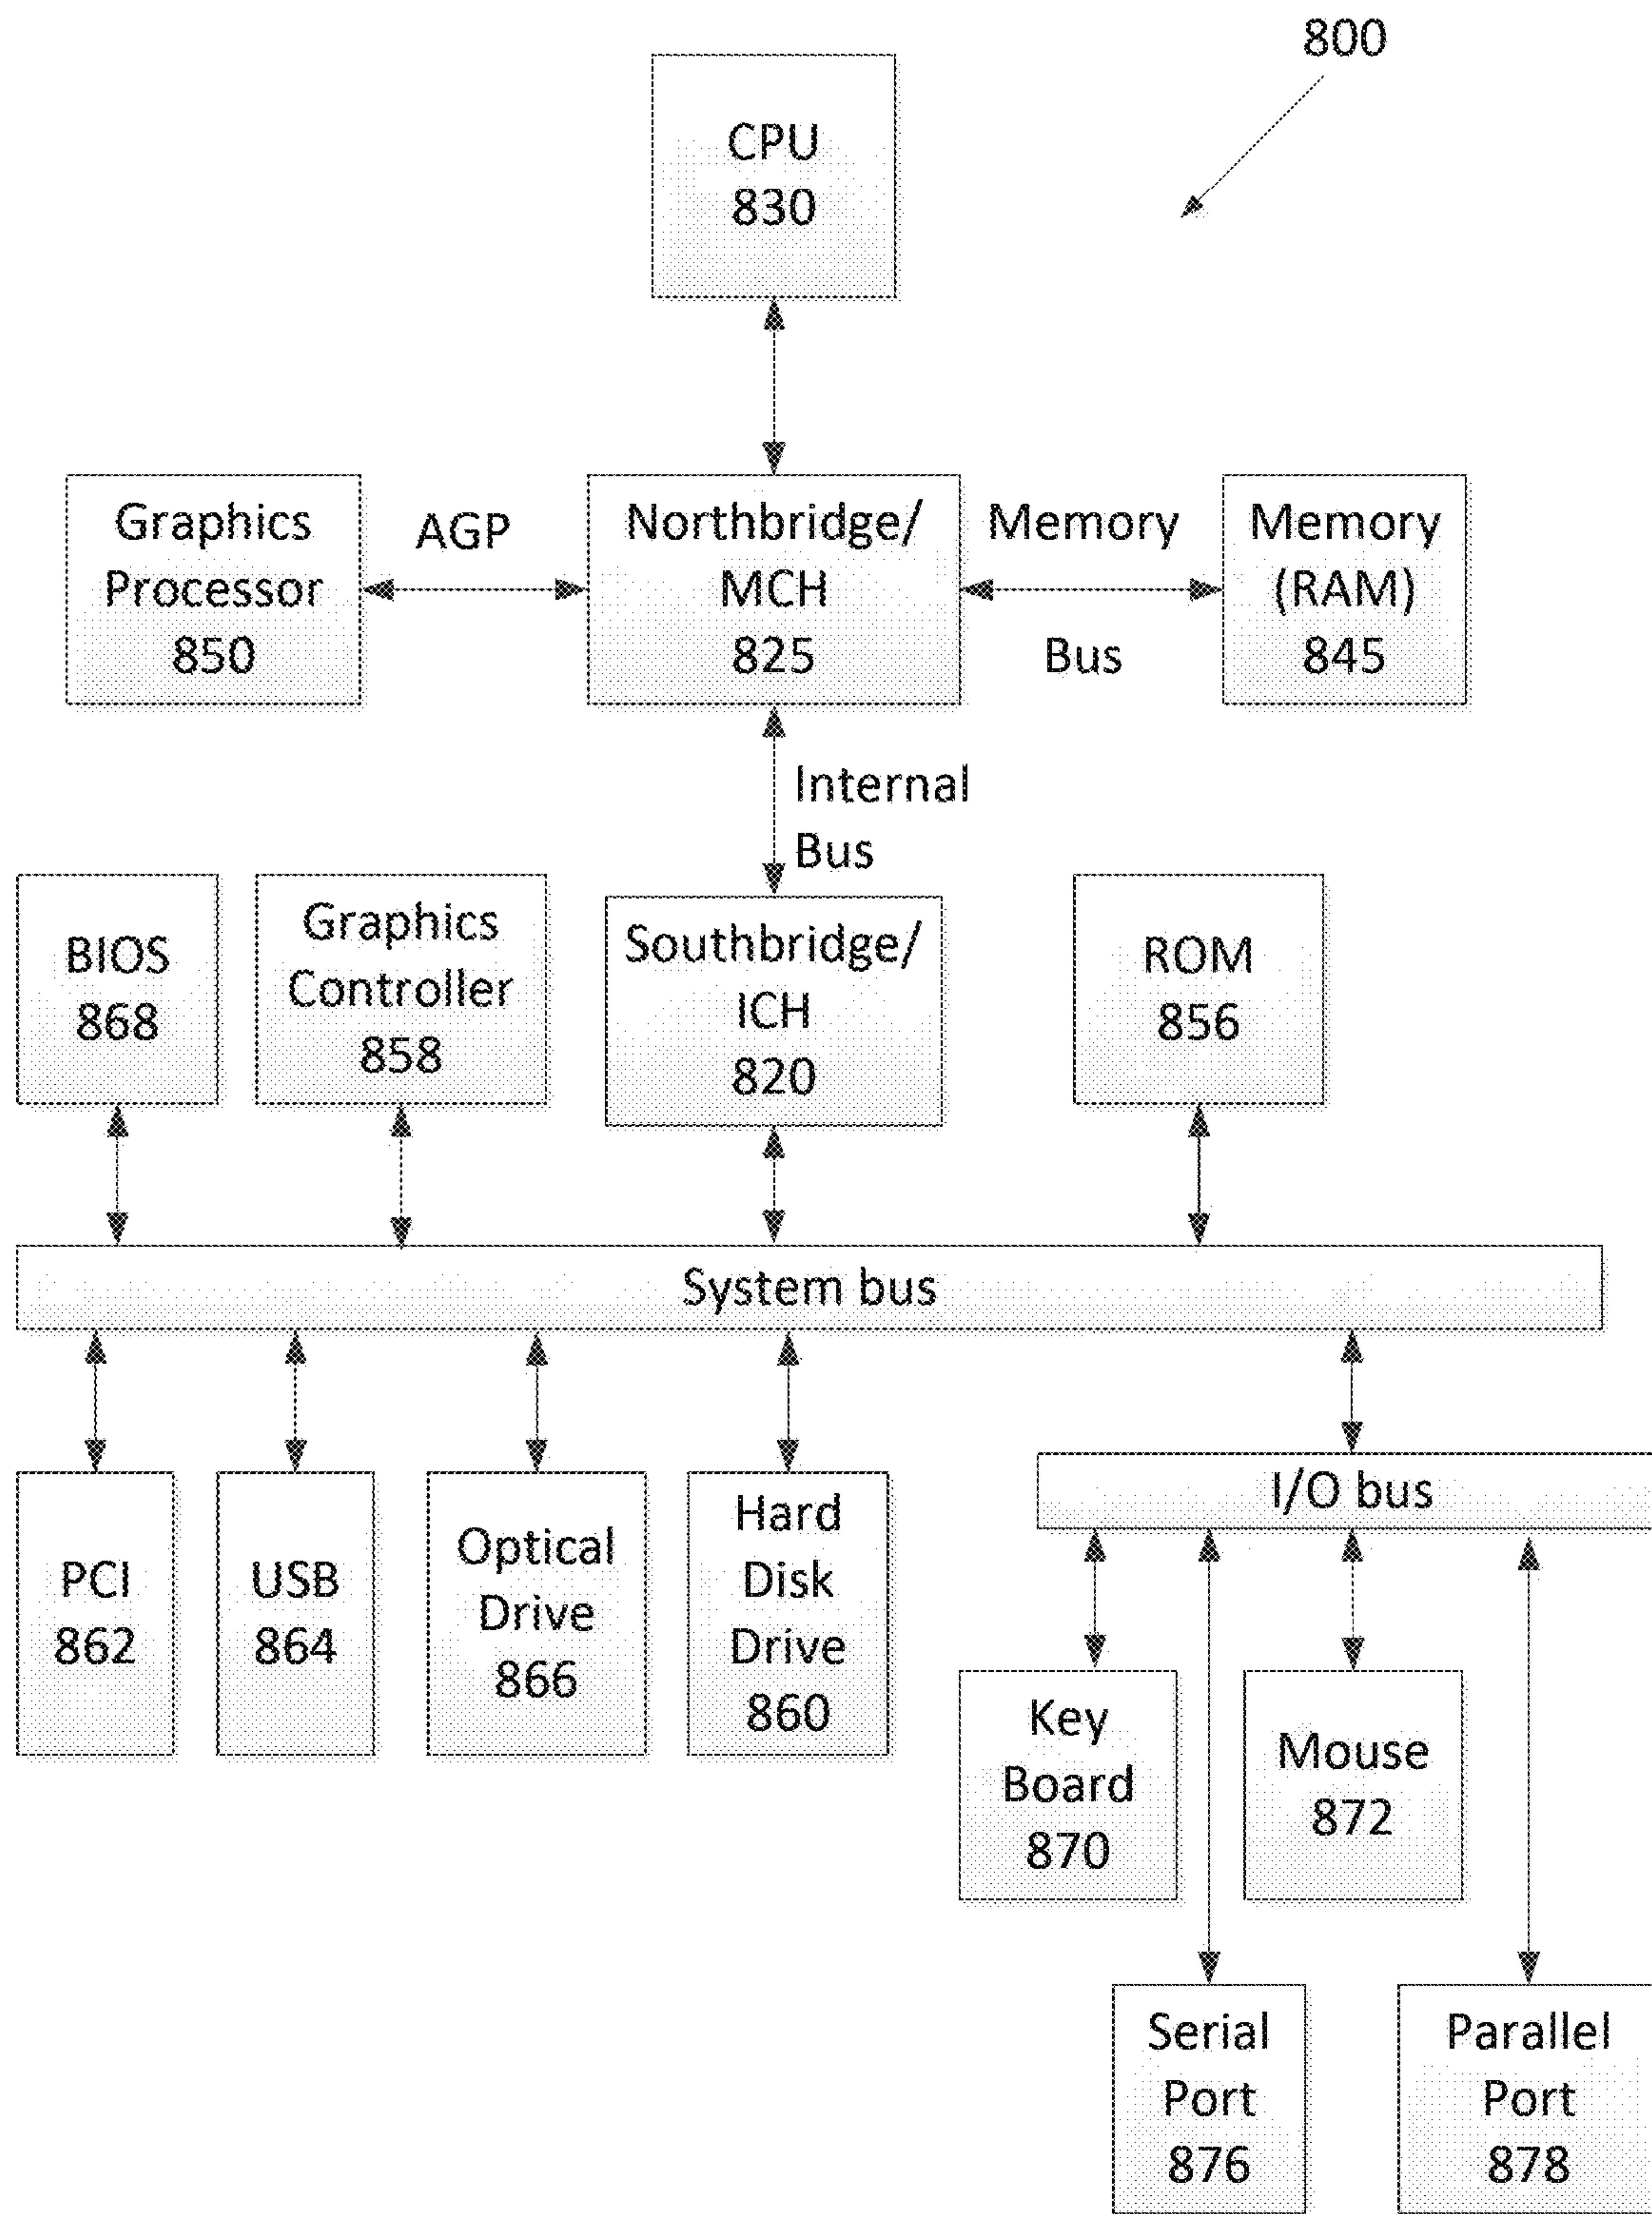 800
CPU
830
Graphics
Processor
850
AGP
Northbridge/
MCH
825
Memory
Bus
Memory
(RAM)
845
Internal
Bus
BIOS
868
Graphics
Controller
858
Southbridge/
ICH
820
ROM
856
System bus
PCI
862
USB
864
Optical
Drive
866
Hard
Disk
Drive
860
I/O bus
Key
Board
870
Mouse
872
Serial
Port
876
Parallel
Port
878